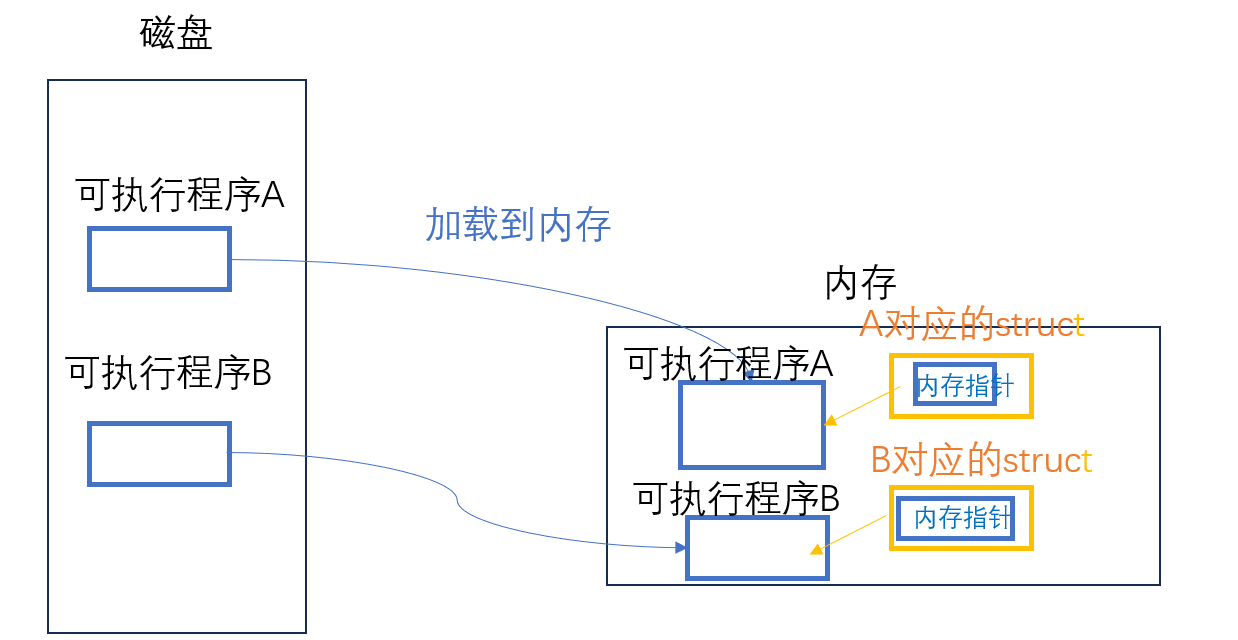 磁盘
可执行程序A
加载到内存
可执行程序B
内存
A对应的struct
可执行程序A
内存指针
B对应的struct
可执行程序B
内存指针